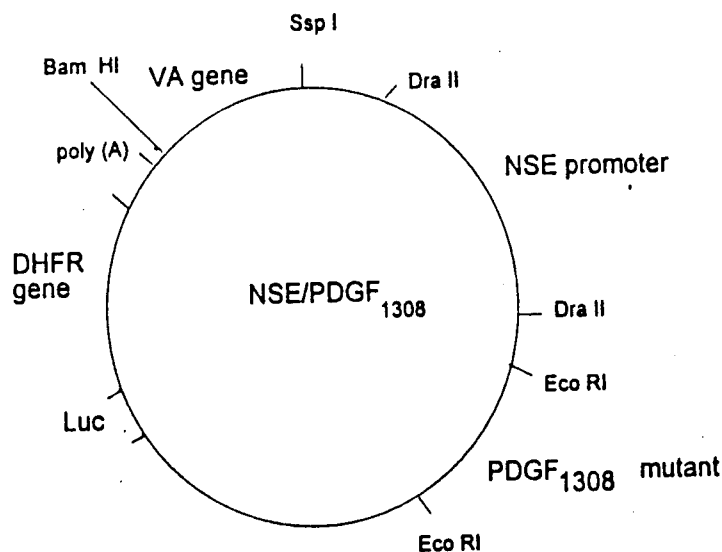 Ssp I
Bam HI
VA gene
Dra II
poly (A)
NSE promoter
DHFR
gene
NSE/PDGF1308
Dra II
Eco RI
Luc
PDGF1308 mutant
Eco RI